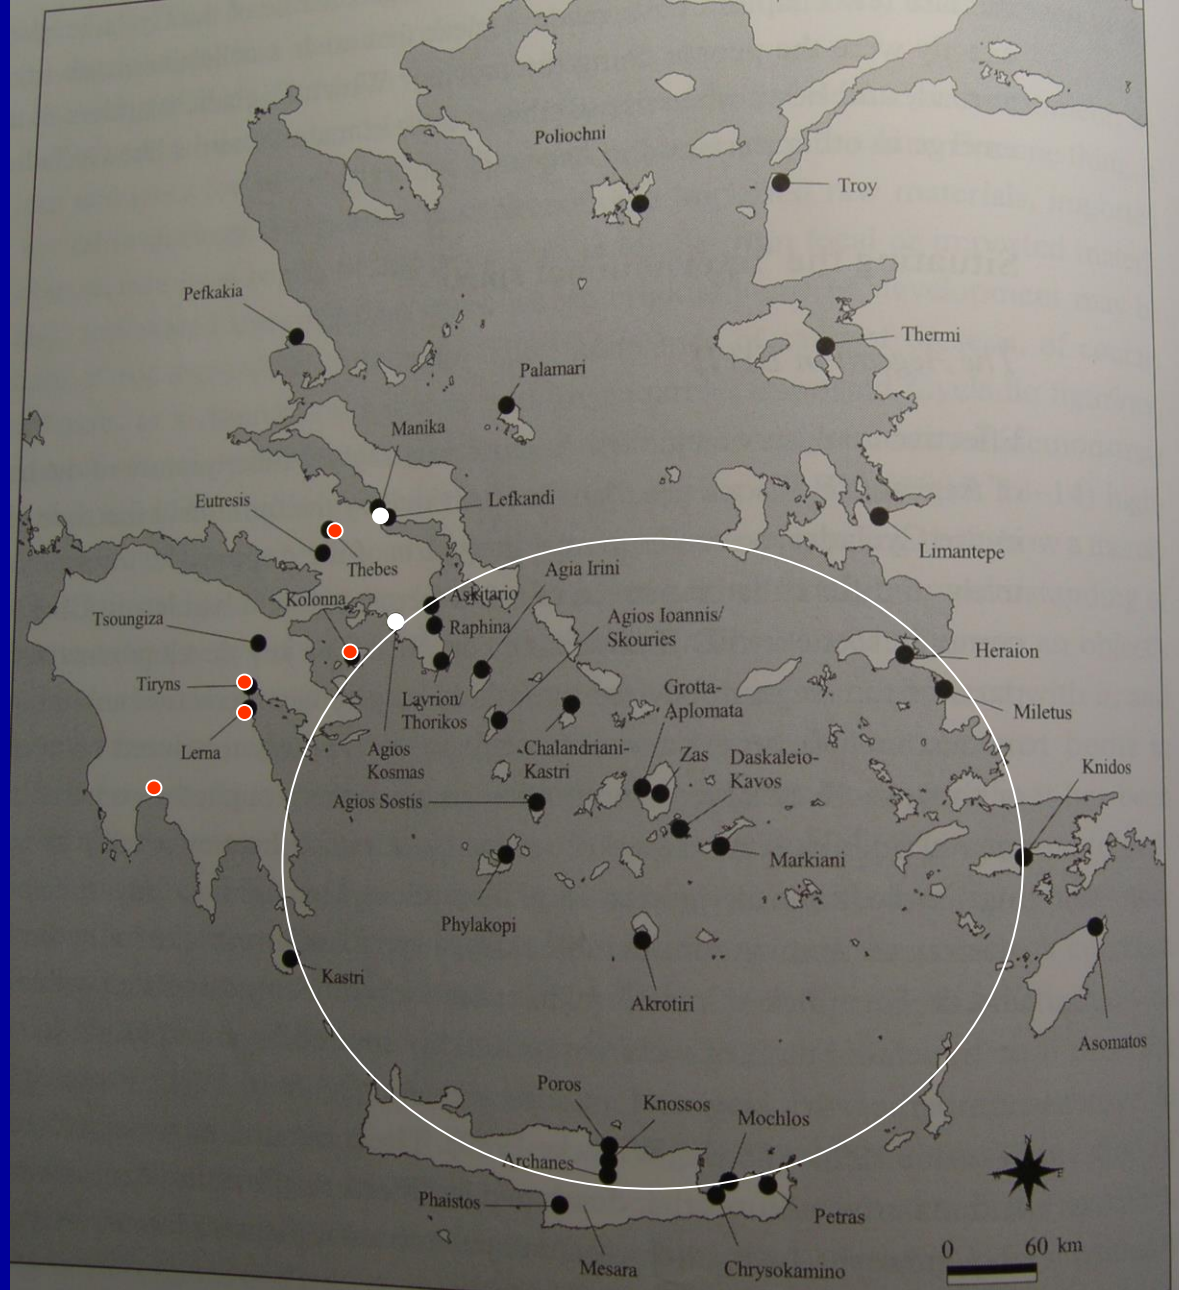 Poliochni
Troy
Pefkakia
Thermi
Palamari
Manika
Eutresis
Lefkandi
Limantepe
Thebes
Agia Irini
Kolonna
Askitario
Agios Ioannis/
Skouries
Tsoungiza
Raphina
Heraion
Tiryns
Layrion/
Thorikos
Grotta-
Aplomata
Miletus
Lerna
Agios
Kosmas
Chalandriani-
Kastri
Zas
Daskaleio-
Kavos
Knidos
Agios Sostis
Markiani
Phylakopi
Kastri
Akrotiri
Asomatos
Poros
Knossos
Mochlos
N
W
E
Archanes
Phaistos
Petras
0
60 km
Mesara
Chrysokamino